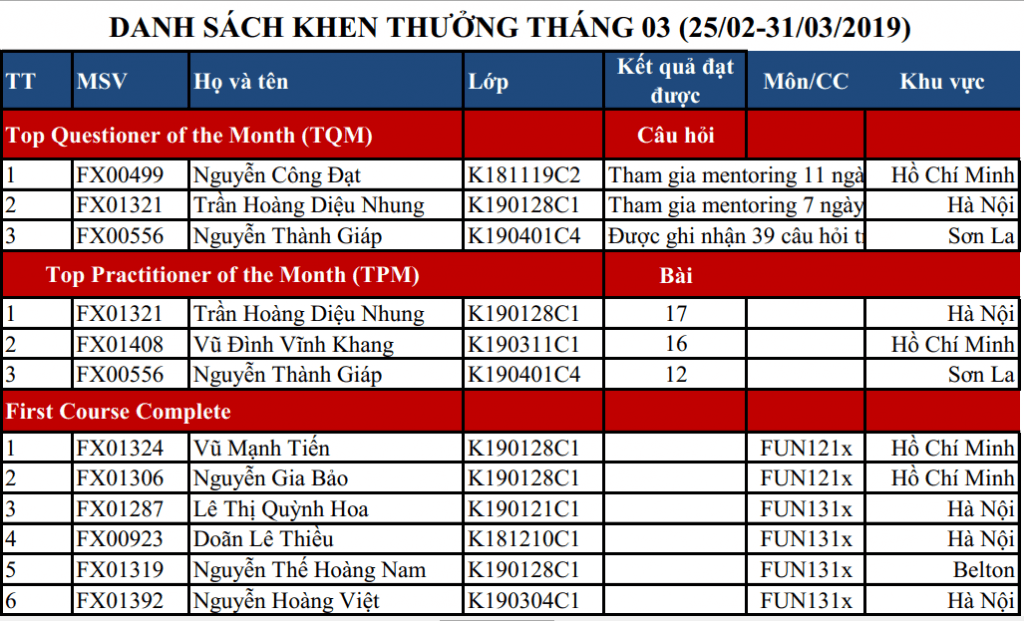 DANH SÁCH KHEN THƯỞNG THÁNG 03 (25/02-31/03/2019)
TT MSV Họ và tên Lớp Kết quả đạt được Môn/CC Khu vực
Top Questioner of the Month (TQM) Câu hỏi
1 FX00499 Nguyễn Công Đạt K181119C2 Tham gia mentoring 11 ngà Hồ Chí Minh
2 FX01321 Trần Hoàng Diệu Nhung K190128C1 Tham gia mentoring 7 ngày Hà Nội
3 FX00556 Nguyễn Thành Giáp K190401C4 Được ghi nhận 39 câu hỏi Sơn La
Top Practitioner of the Month (TPM) Bài
1 FX01321 Trần Hoàng Diệu Nhung K190128C1 17 Hà Nội
2 FX01408 Vũ Đình Vĩnh Khang K190311C1 16 Hồ Chí Minh
3 FX00556 Nguyễn Thành Giáp K190401C4 12 Sơn La
First Course Complete
1 FX01324 Vũ Mạnh Tiến K190128C1 FUN121x Hồ Chí Minh
2 FX01306 Nguyễn Gia Bảo K190128C1 FUN121x Hồ Chí Minh
3 FX01287 Lê Thị Quỳnh Hoa K190121C1 FUN131x Hà Nội
4 FX00923 Doãn Lê Thiều K181210C1 FUN131x Hà Nội
5 FX01319 Nguyễn Thế Hoàng Nam K190128C1 FUN131x Belton
6 FX01392 Nguyễn Hoàng Việt K190304C1 FUN131x Hà Nội